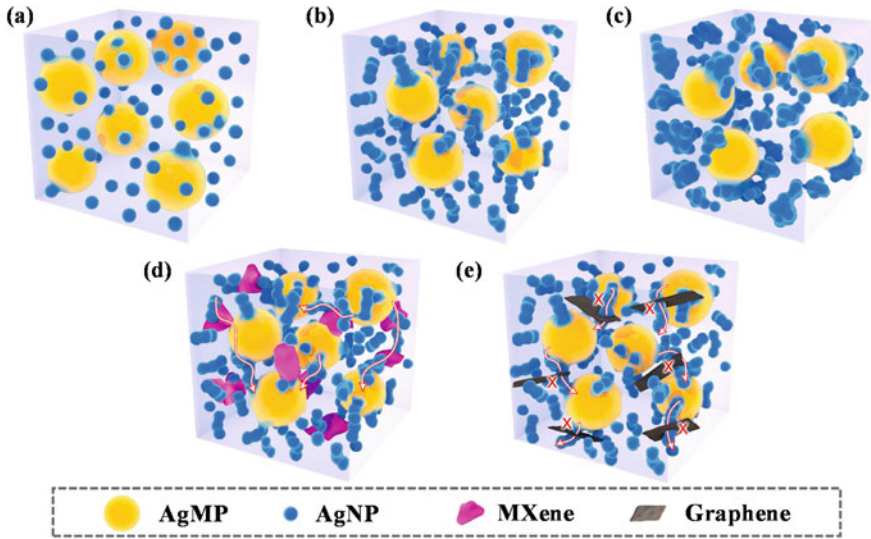 (a)
(b)
(c)
(d)
(e)
X
X
X
X
X
X
AgMP
AgNP
MXene
Graphene